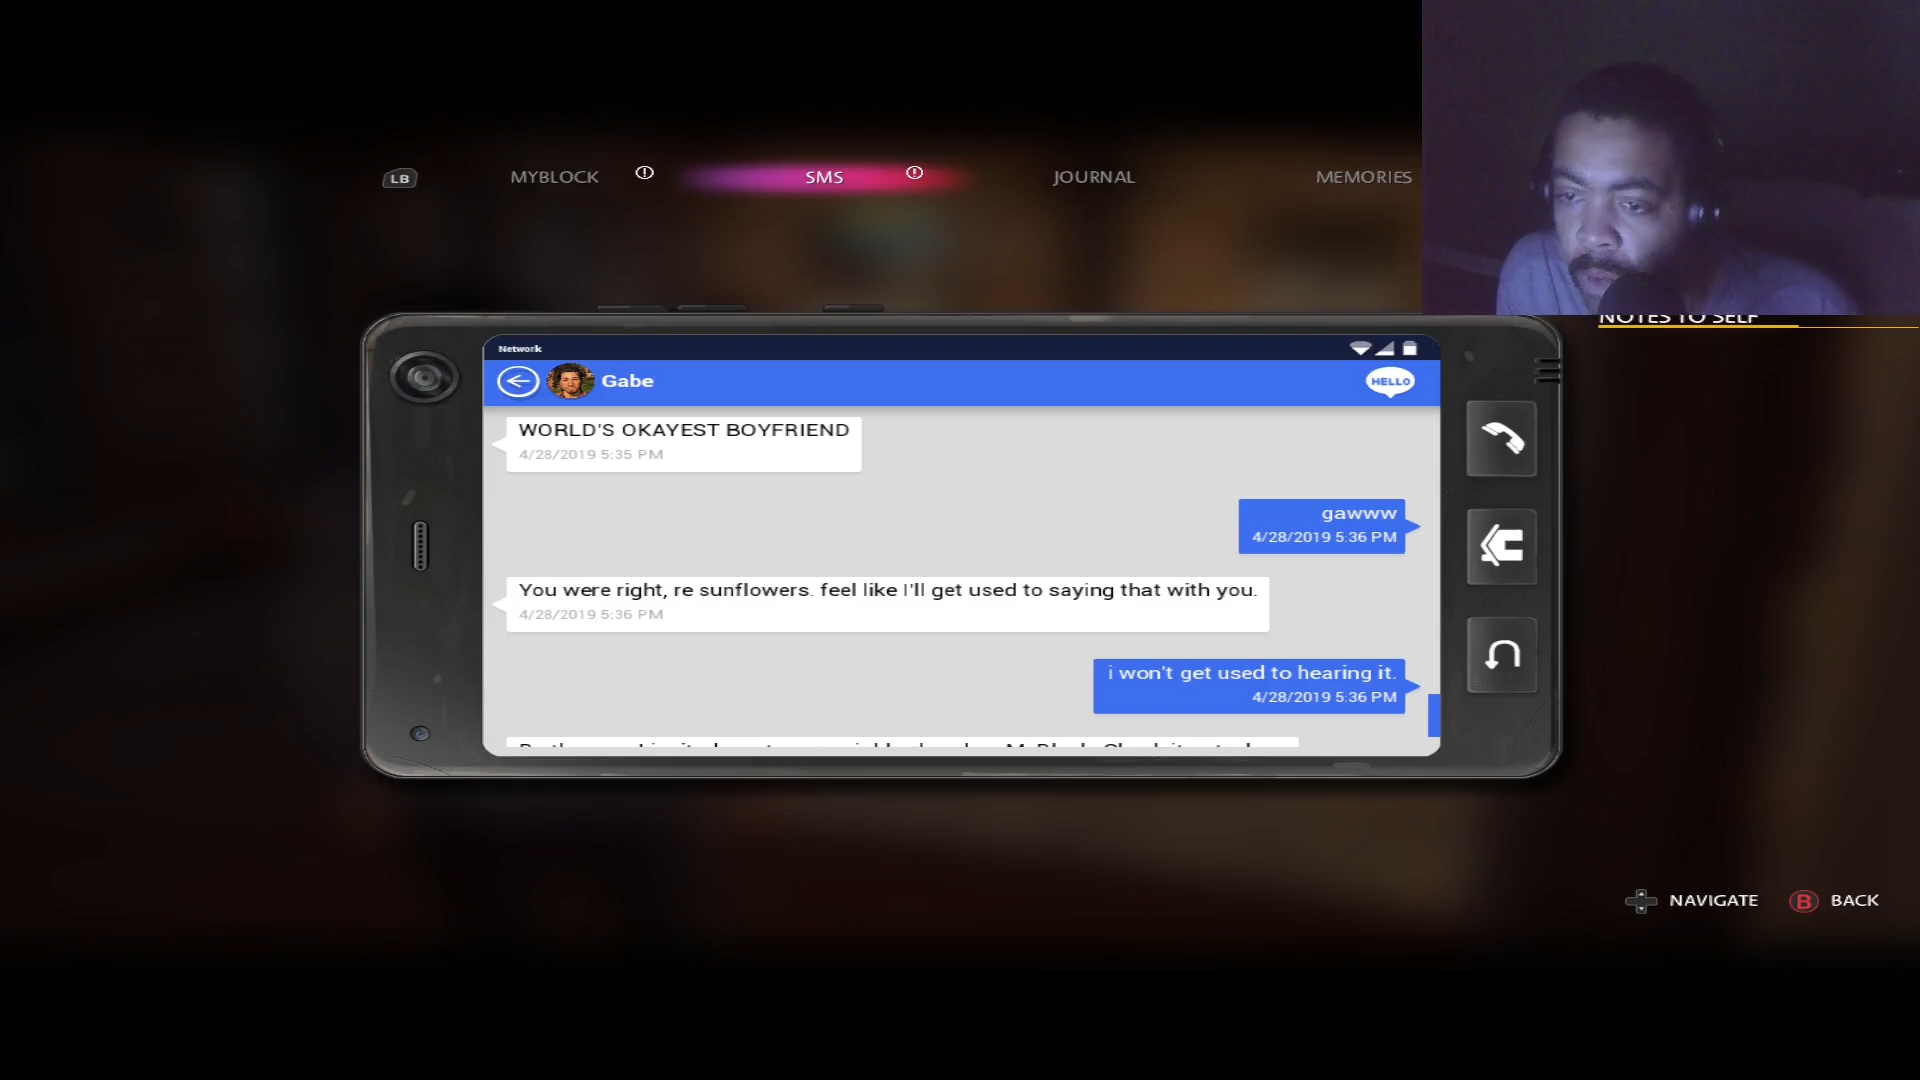 LB MYBLOCK SMS JOURNAL MEMORIES
NOTES TO SELF
Network
Gabe
HELLO
WORLD'S OKAYEST BOYFRIEND
4/28/2019 5:35 PM
gawww
4/28/2019 5:36 PM
You were right, re sunflowers. feel like I'll get used to saying that with you.
4/28/2019 5:36 PM
i won't get used to hearing it.
4/28/2019 5:36 PM
NAVIGATE B BACK